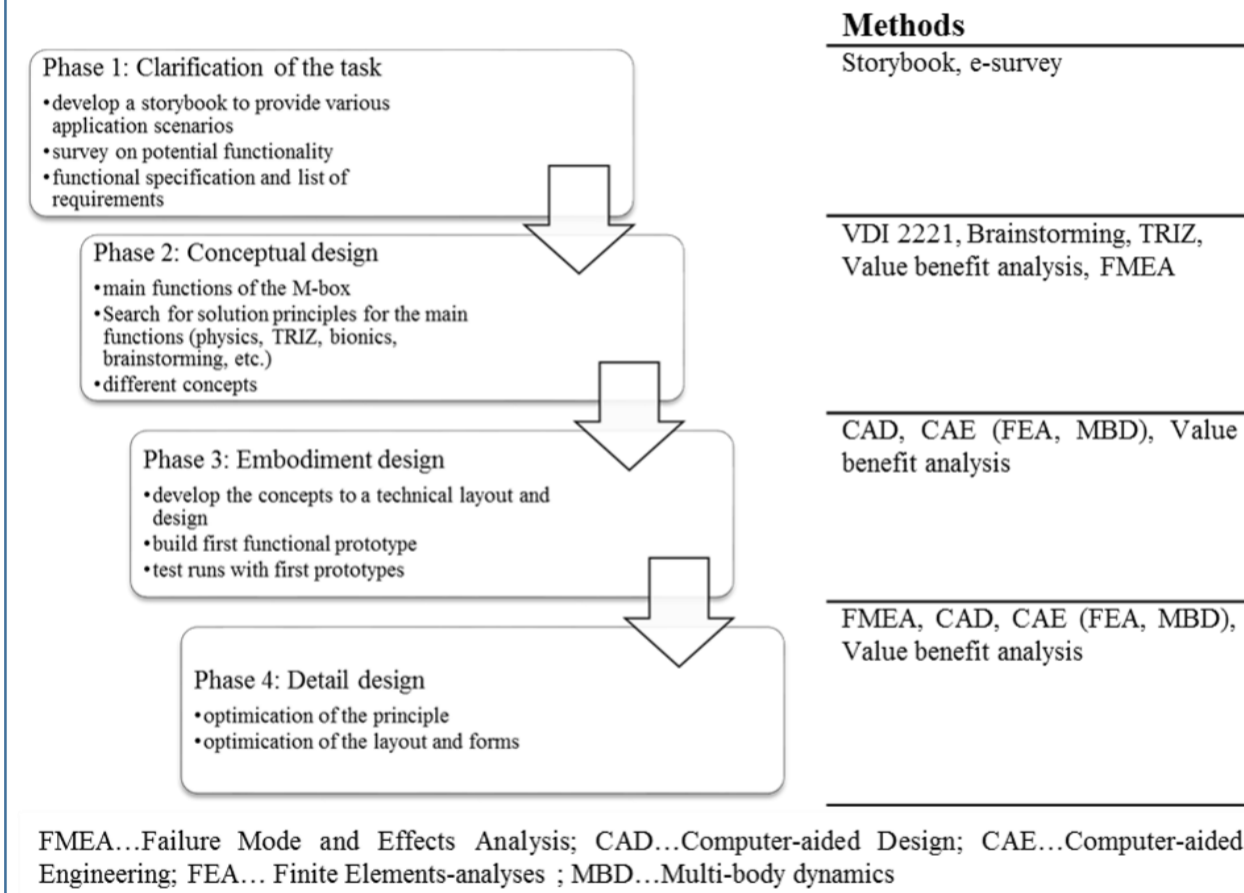 Methods
Phase 1: Clarification of the task
•develop a storybook to provide various
application scenarios
•survey on potential functionality
•functional specification and list of
requirements
Storybook, e-survey
Phase 2: Conceptual design
•main functions of the M-box
•Search for solution principles for the main
functions (physics, TRIZ, bionics,
brainstorming, etc.)
•different concepts
VDI 2221, Brainstorming, TRIZ,
Value benefit analysis, FMEA
Phase 3: Embodiment design
•develop the concepts to a technical layout and
design
•build first functional prototype
•test runs with first prototypes
CAD, CAE (FEA, MBD), Value
benefit analysis
Phase 4: Detail design
•optimication of the principle
•optimication of the layout and forms
FMEA, CAD, CAE (FEA, MBD),
Value benefit analysis
FMEA…Failure Mode and Effects Analysis; CAD…Computer-aided Design; CAE…Computer-aided
Engineering; FEA… Finite Elements-analyses ; MBD…Multi-body dynamics